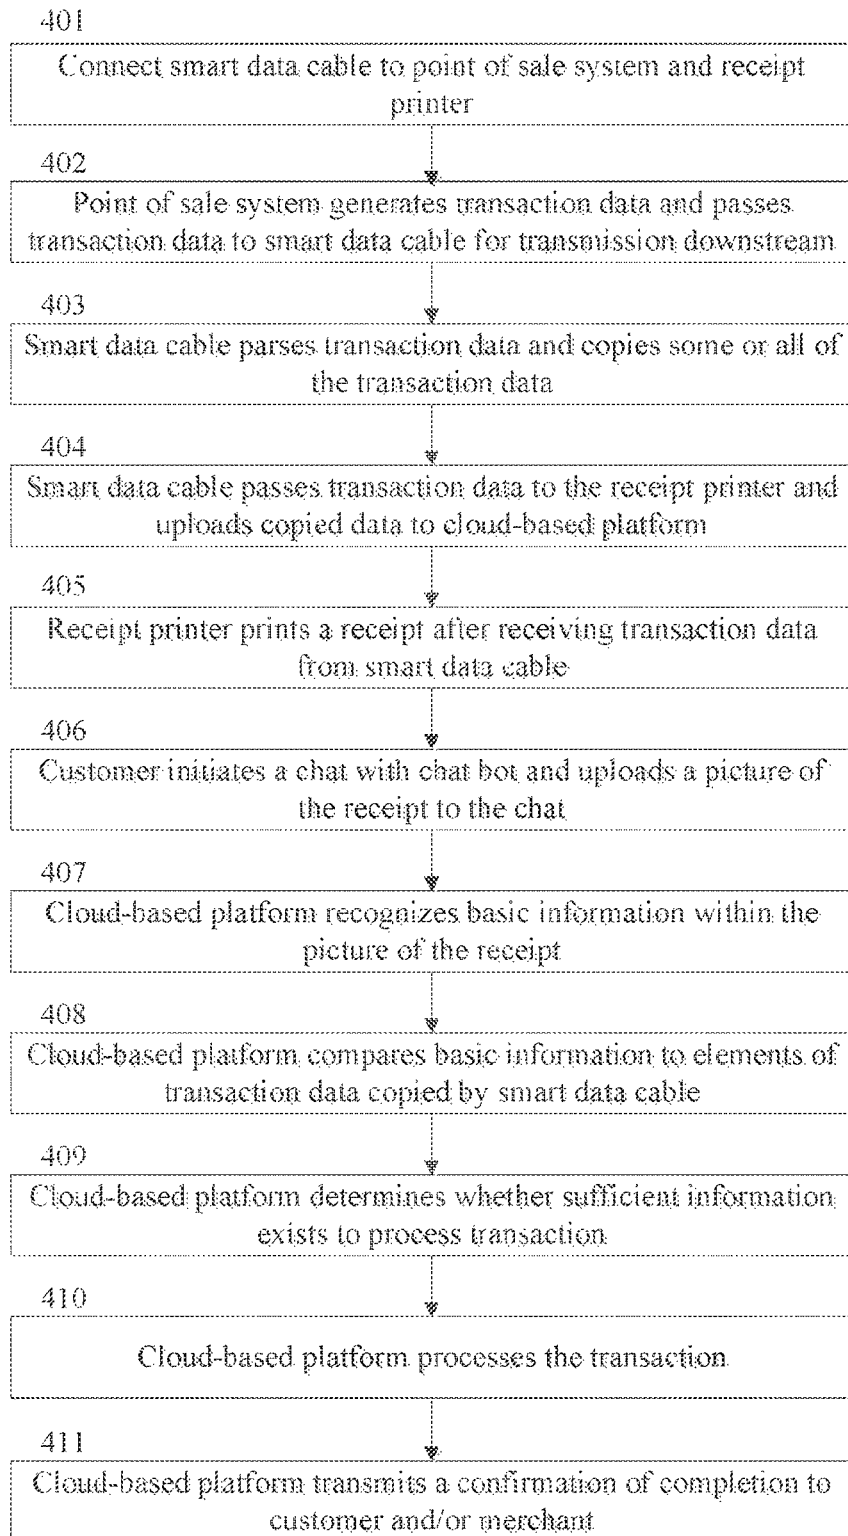 401
Connect smart data cable to point of sale system and receipt
printer
402
Point of sale system generates transaction data and passes
transaction data to smart data cable for transmission downstream
403
Smart data cable parses transaction data and copies some or all of
the transaction data
404
Smart data cable passes transaction data to the receipt printer and
uploads copied data to cloud-based platform
405
Receipt printer prints a receipt after receiving transaction data
from smart data cable
406
Customer initiates a chat with chat bot and uploads a picture of
the receipt to the chat
407
Cloud-based platform recognizes basic information within the
picture of the receipt
408
Cloud-based platform compares basic information to elements of
transaction data copied by smart data cable
409
Cloud-based platform determines whether sufficient information
exists to process transaction
410
Cloud-based platform processes the transaction
411
Cloud-based platform transmits a confirmation of completion to
customer and/or merchant